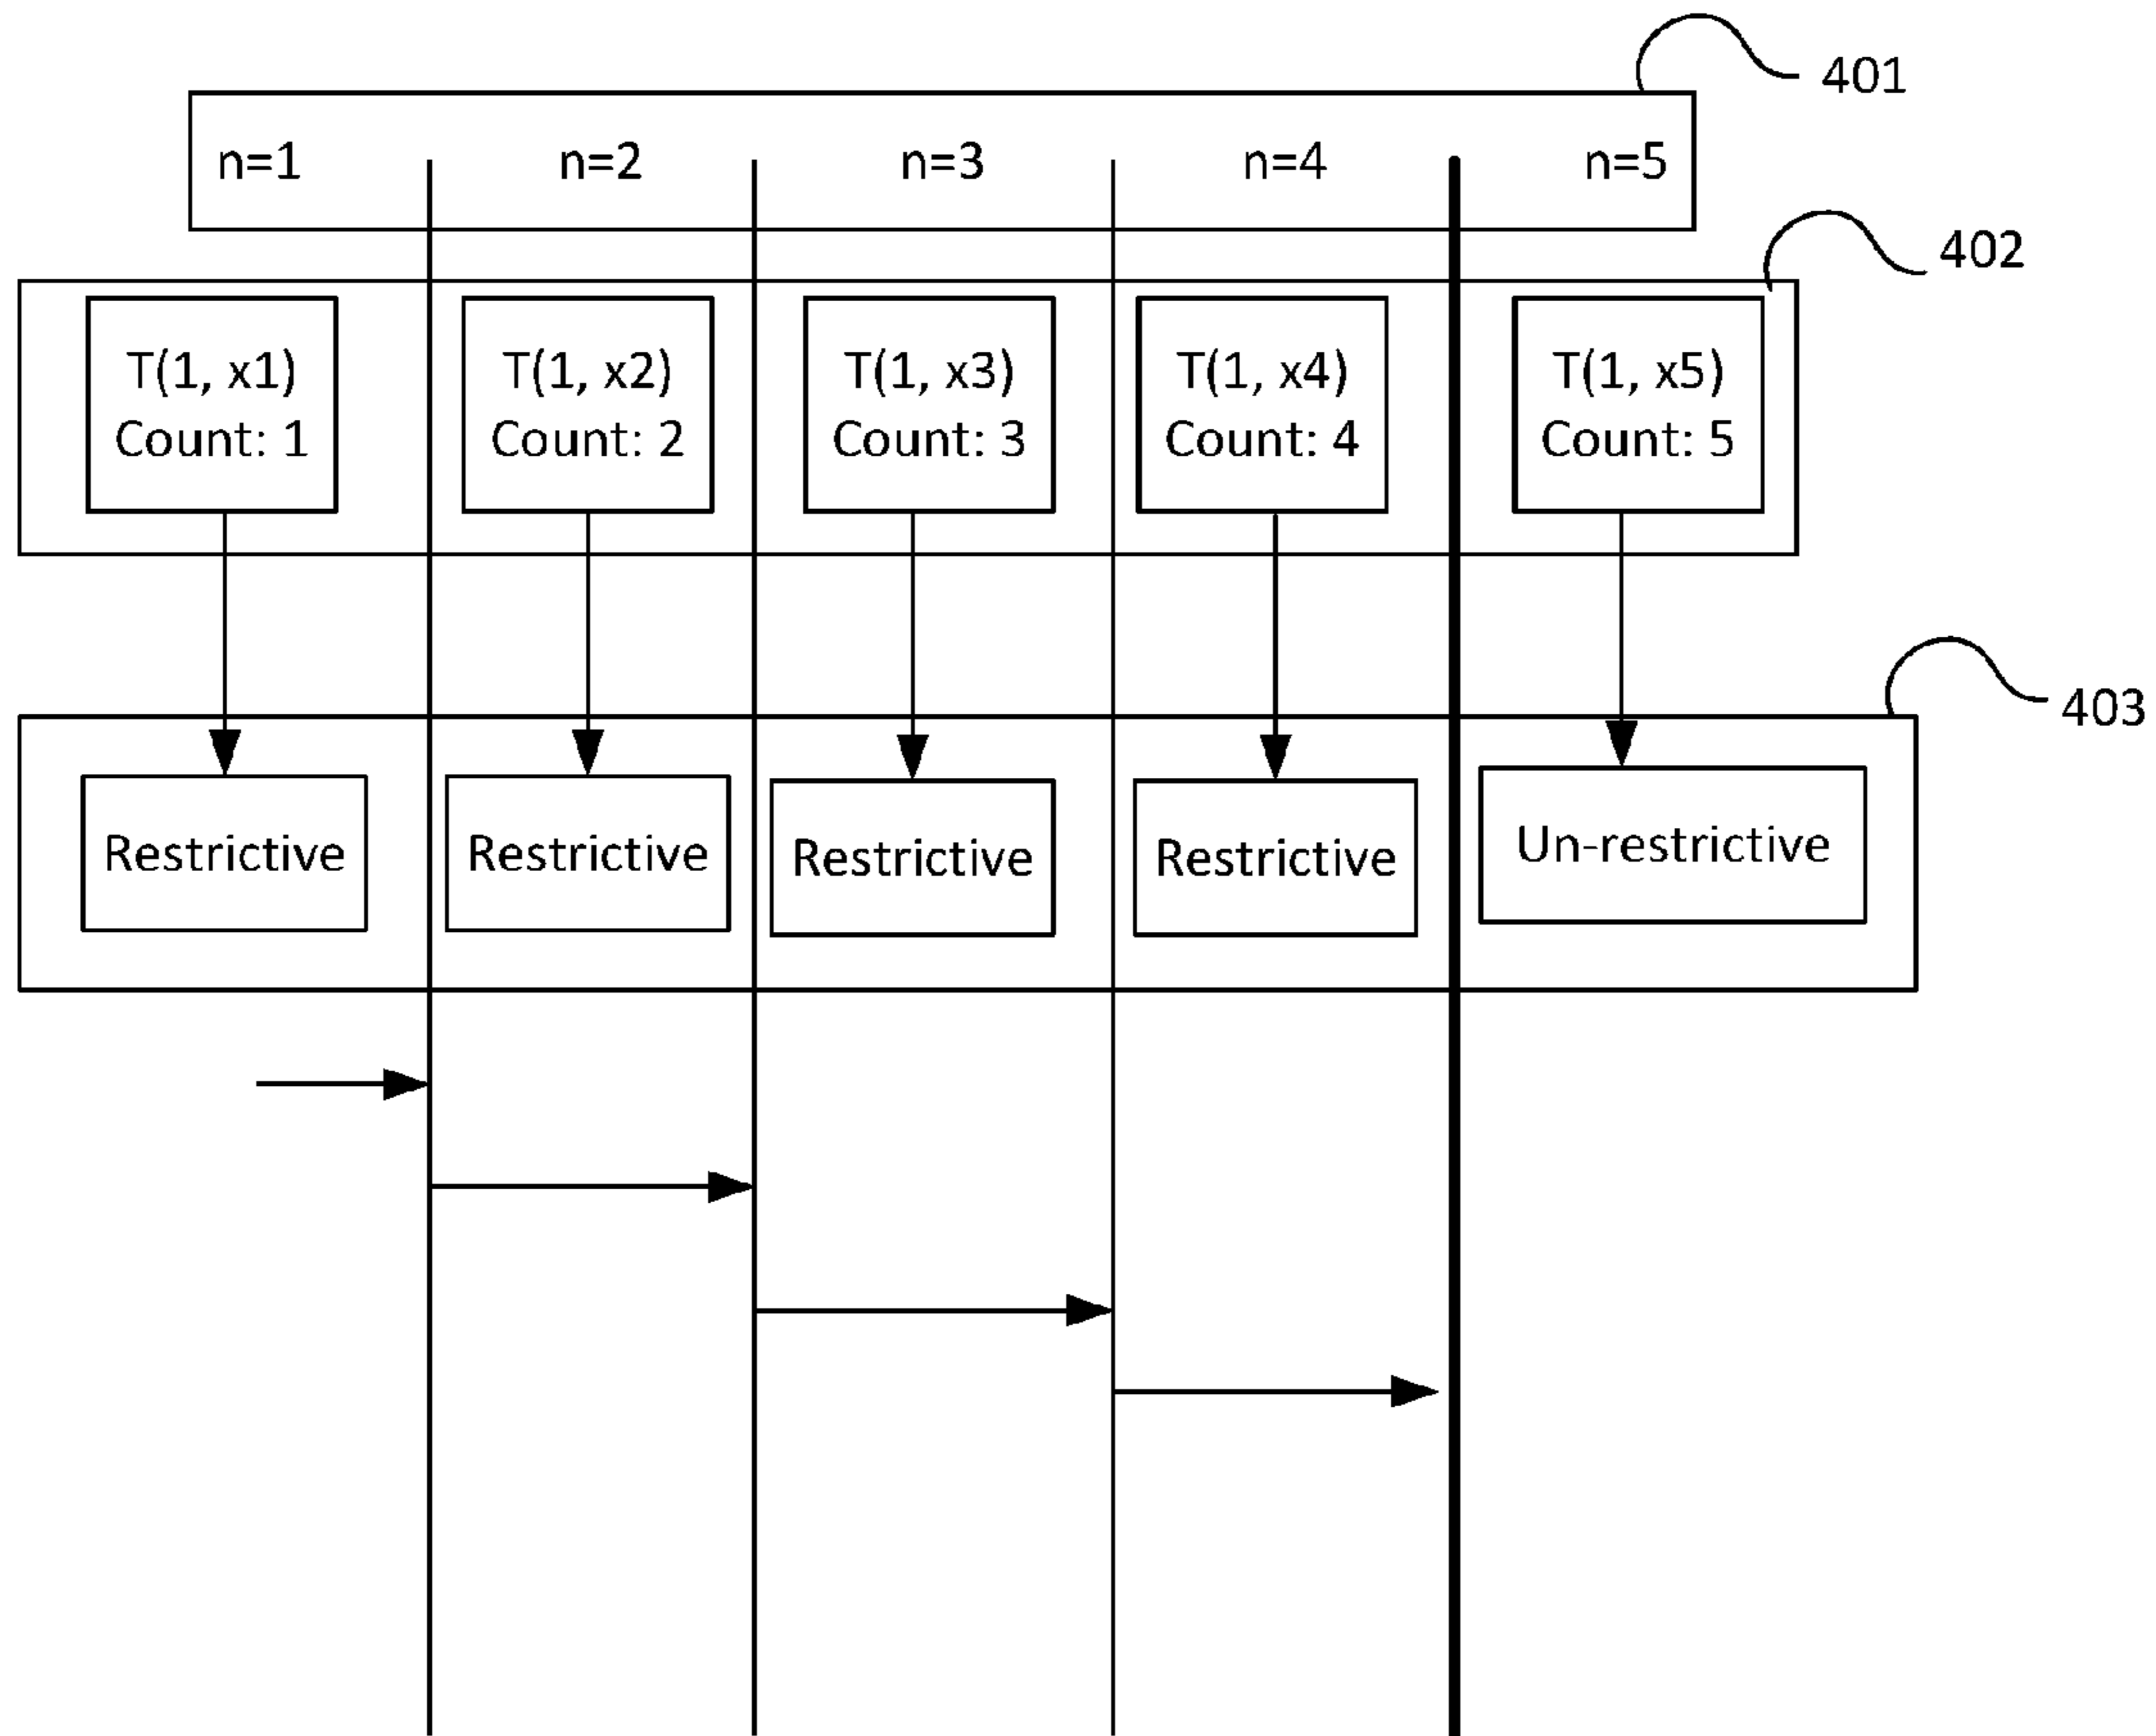 401
n=1 n=2 n=3 n=4 n=5
402
T(1, x1) T(1, x2) T(1, x3) T(1, x4) T(1, x5)
Count: 1 Count: 2 Count: 3 Count: 4 Count: 5
403
Restrictive Restrictive Restrictive Restrictive Un-restrictive